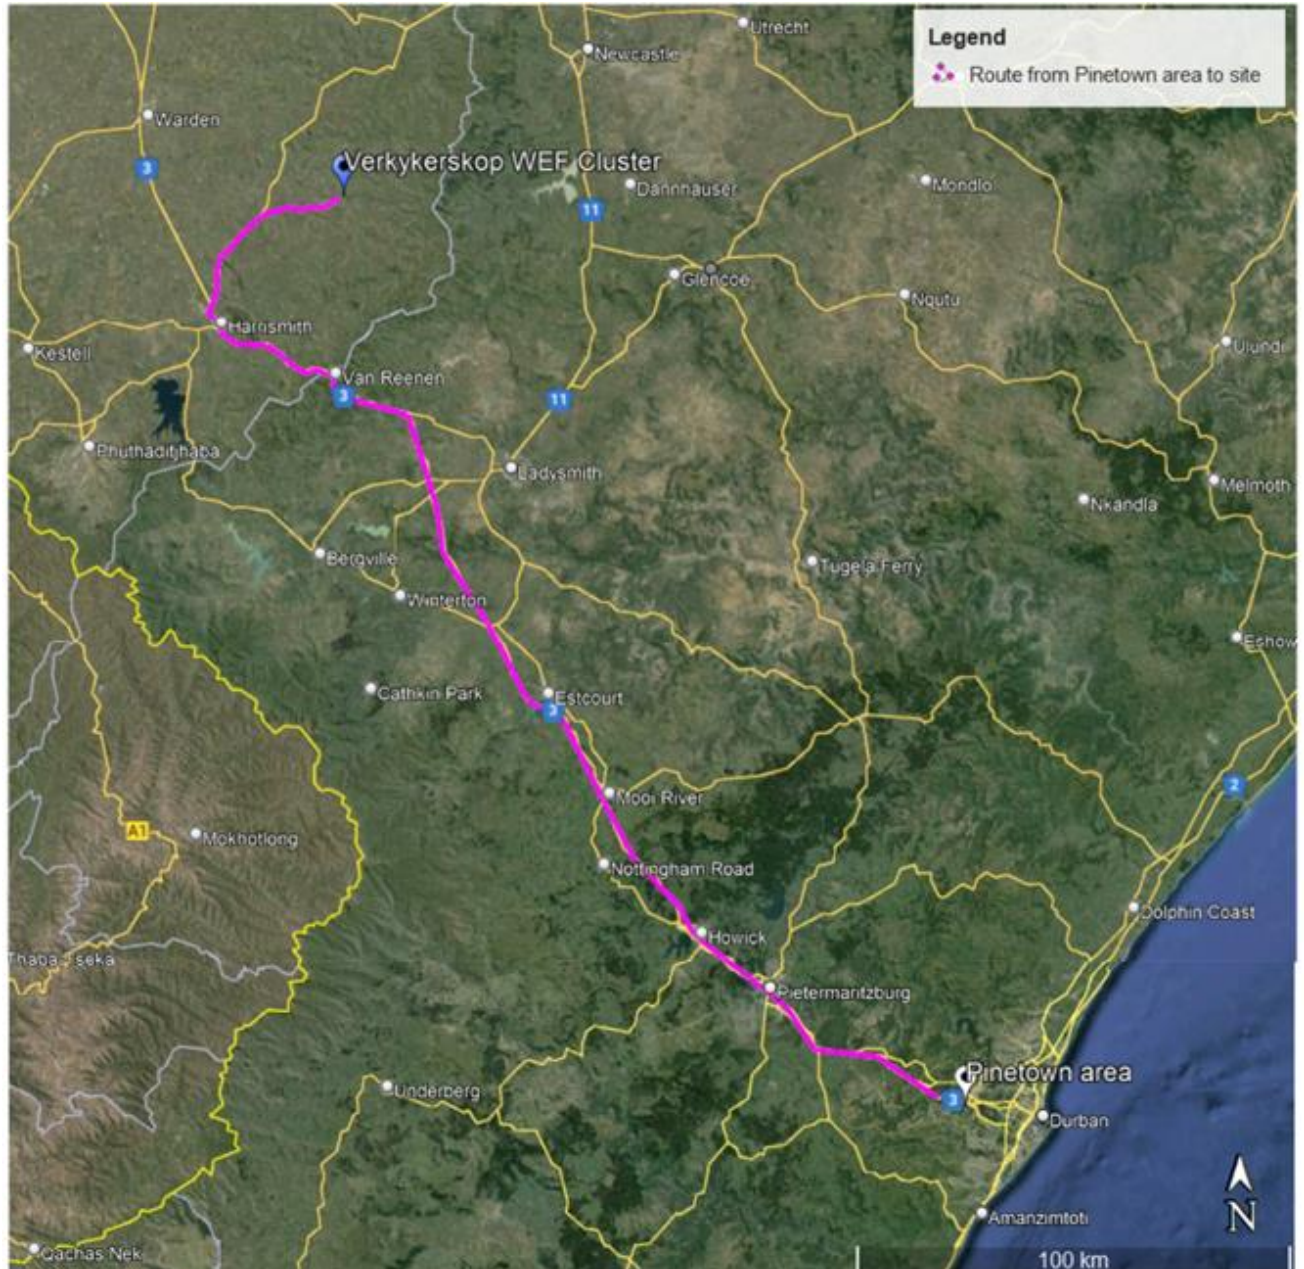 Legend
Route from Pinetown area to site
Utrecht
Newcastle
Warden
3
Verkykerskop WEF Cluster
Dannhauser
Mondlo
11
Glencoe
Nqutu
Harrismith
Ulundi
Kestell
Van Reenen
3
11
Phuthaditjhaba
Ladysmith
Melmoth
Nkandla
Bergville
Tugela Ferry
Winterton
Eshow
Cathkin Park
Estcourt
3
2
Mooi River
A1
Mokhotlong
Nottingham Road
Dolphin Coast
Howick
Thaba Tseka
Pietermaritzburg
Pinetown area
Underberg
3
Durban
N
Amanzimtoti
Qachas Nek
100 km